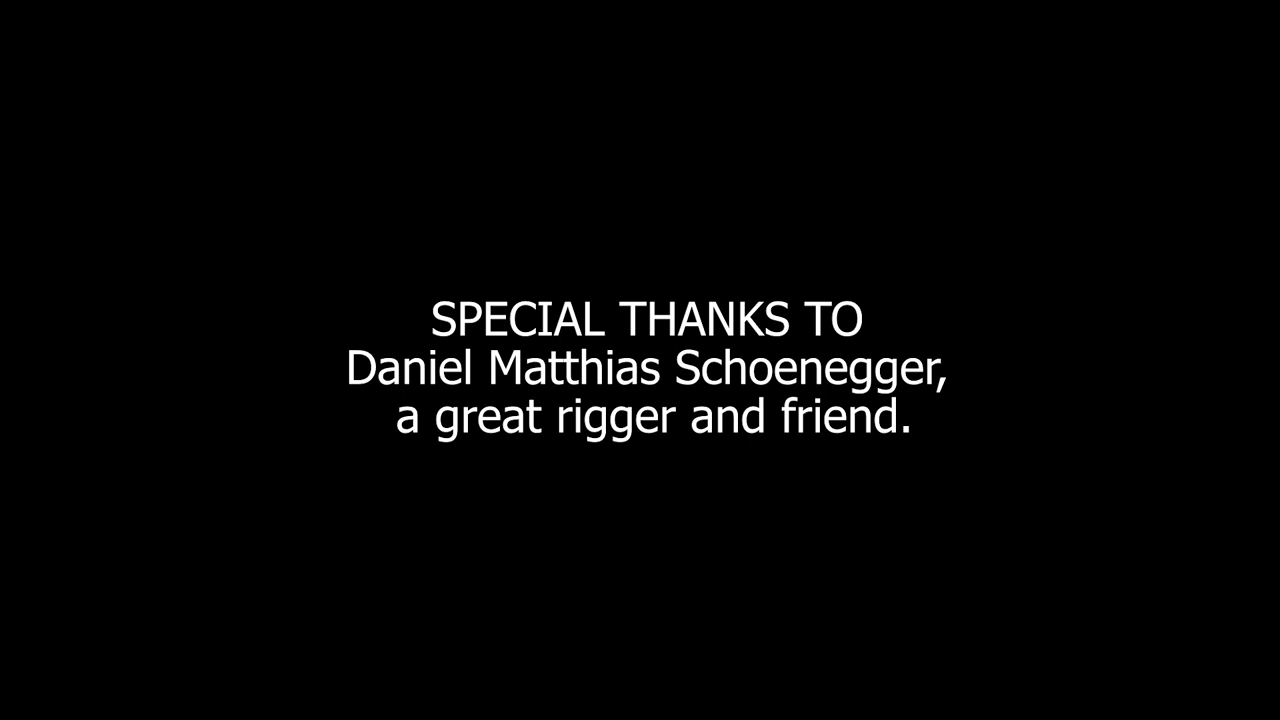 SPECIAL THANKS TO
Daniel Matthias Schoenegger,
a great rigger and friend.